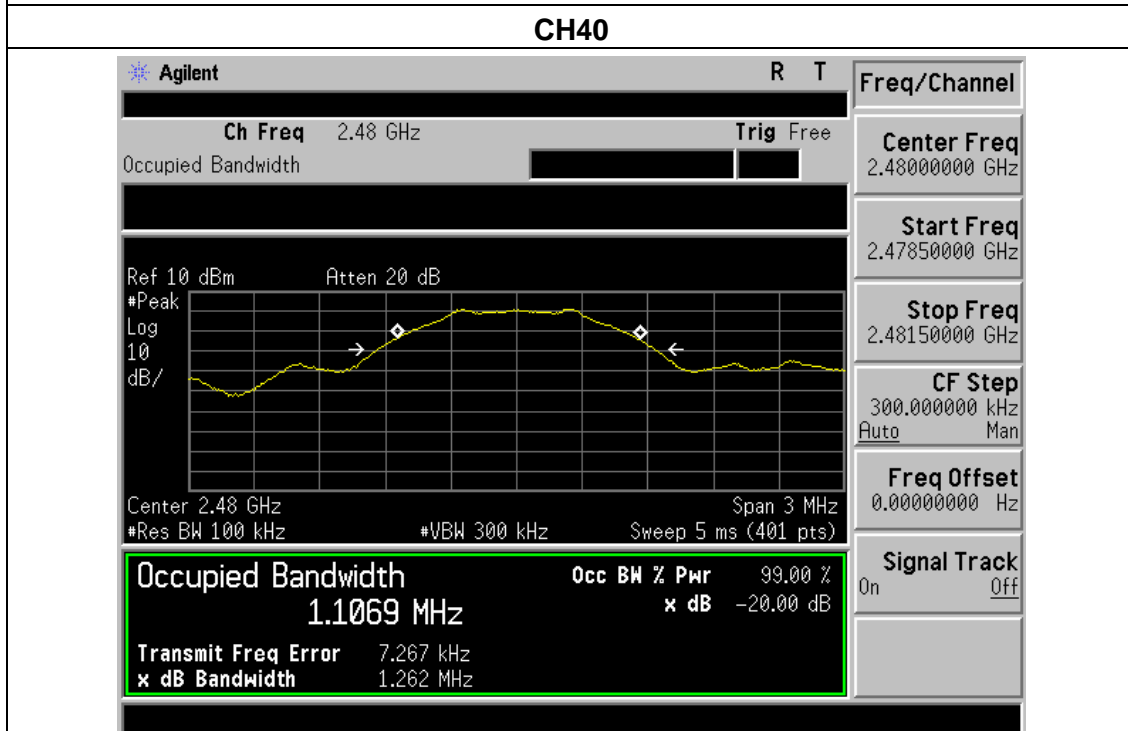 CH40
Agilent R T
Freq/Channel
Ch Freq 2.48 GHz Trig Free
Occupied Bandwidth
Center Freq
2.48000000 GHz
Start Freq
2.47850000 GHz
Stop Freq
2.48150000 GHz
CF Step
300.000000 kHz
Auto Man
Freq Offset
0.00000000 Hz
Signal Track
On Off
Ref 10 dBm Atten 20 dB
#Peak
Log
10
dB/
Center 2.48 GHz Span 3 MHz
#Res BW 100 kHz #VBW 300 kHz Sweep 5 ms (401 pts)
Occupied Bandwidth Occ BW % Pwr 99.00 %
1.1069 MHz x dB -20.00 dB
Transmit Freq Error 7.267 kHz
x dB Bandwidth 1.262 MHz